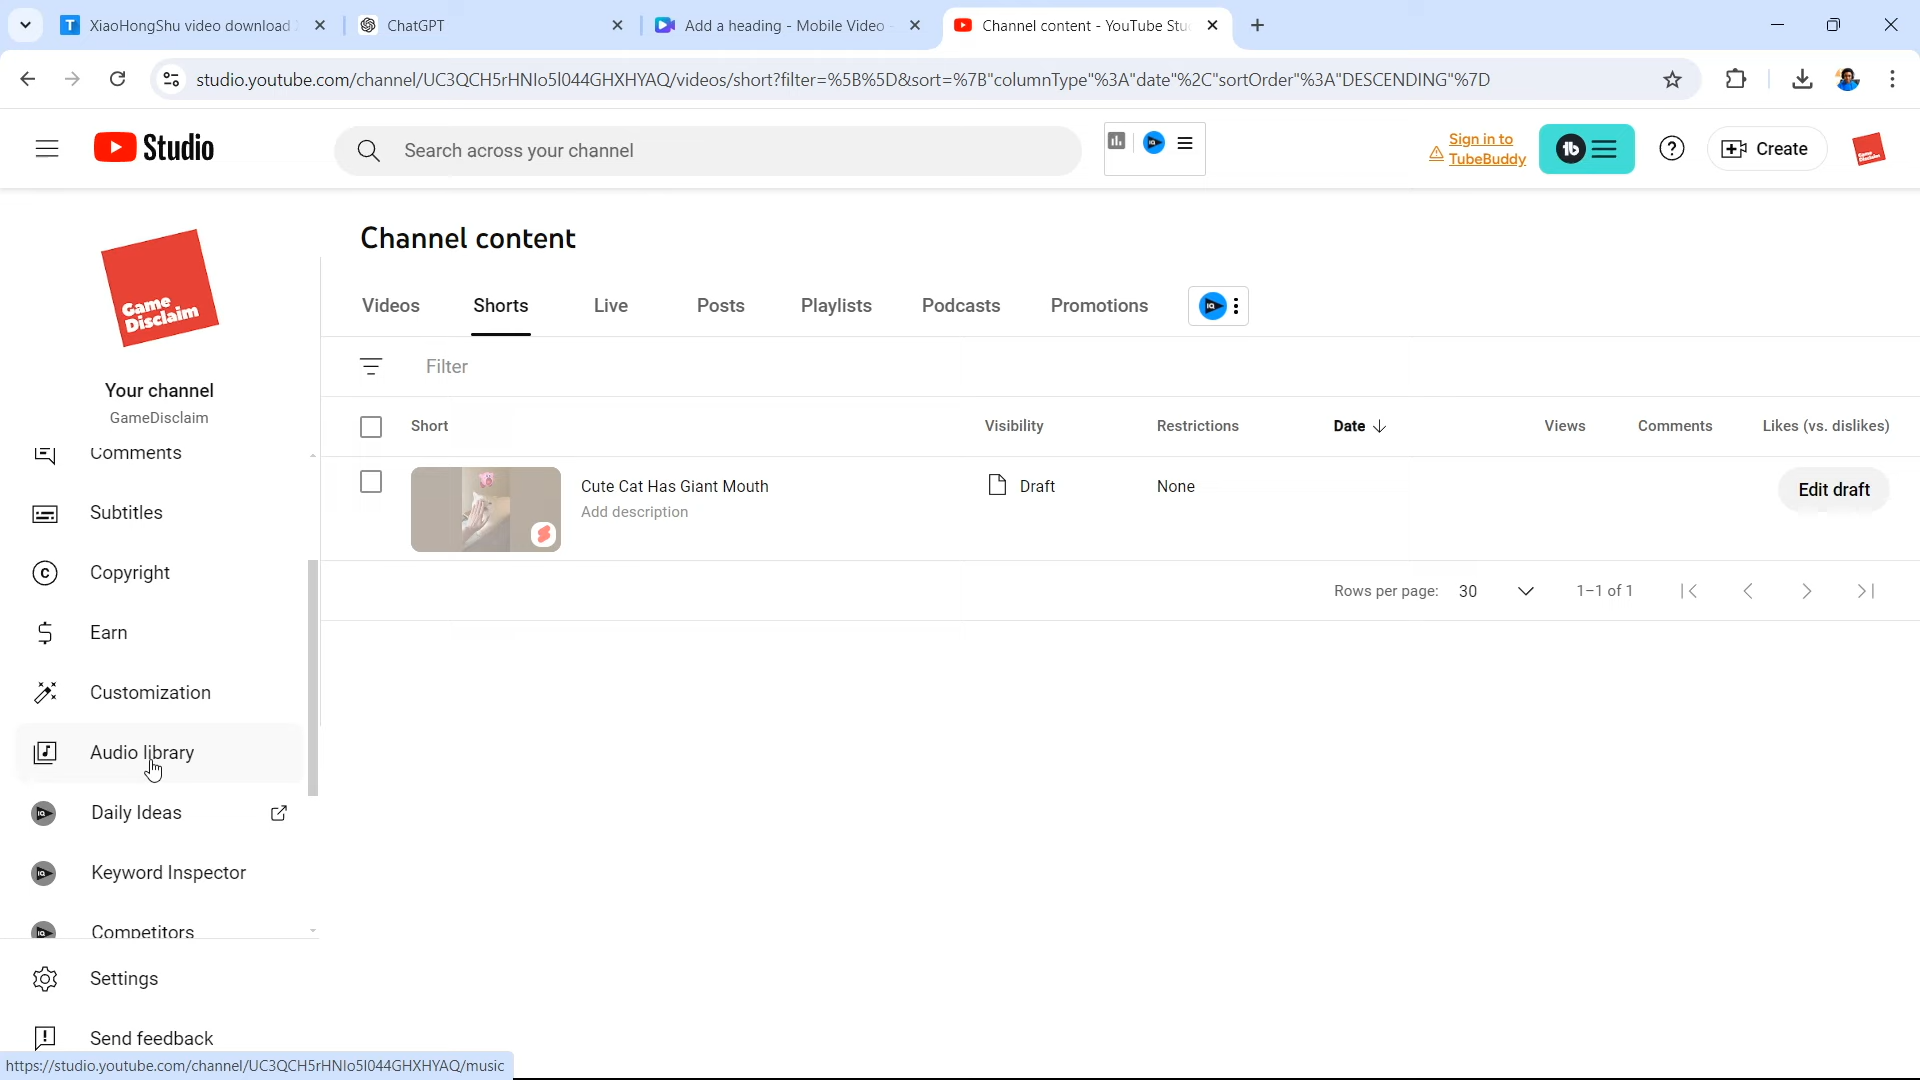 XiaoHongShu video download
ChatGPT
Add a heading - Mobile Video
Channel content - YouTube Stu
studio.youtube.com/channel/UC3QCH5rHNIo5I044GHXHYAQ/videos/short?filter=%5B%5D&sort=%7B"columnType"%3A"date"%2C"sortOrder"%3A"DESCENDING"%7D
Studio
Search across your channel
Sign in to
TubeBuddy
Create
Game
Disclaim
Your channel
GameDisclaim
Comments
Subtitles
Copyright
Earn
Customization
Audio library
Daily Ideas
Keyword Inspector
Competitors
Settings
Send feedback
Channel content
Videos
Shorts
Live
Posts
Playlists
Podcasts
Promotions
Filter
Short
Visibility
Restrictions
Date
Views
Comments
Likes (vs. dislikes)
Cute Cat Has Giant Mouth
Add description
Draft
None
Edit draft
Rows per page:
30
1–1 of 1
https://studio.youtube.com/channel/UC3QCH5rHNIo5I044GHXHYAQ/music